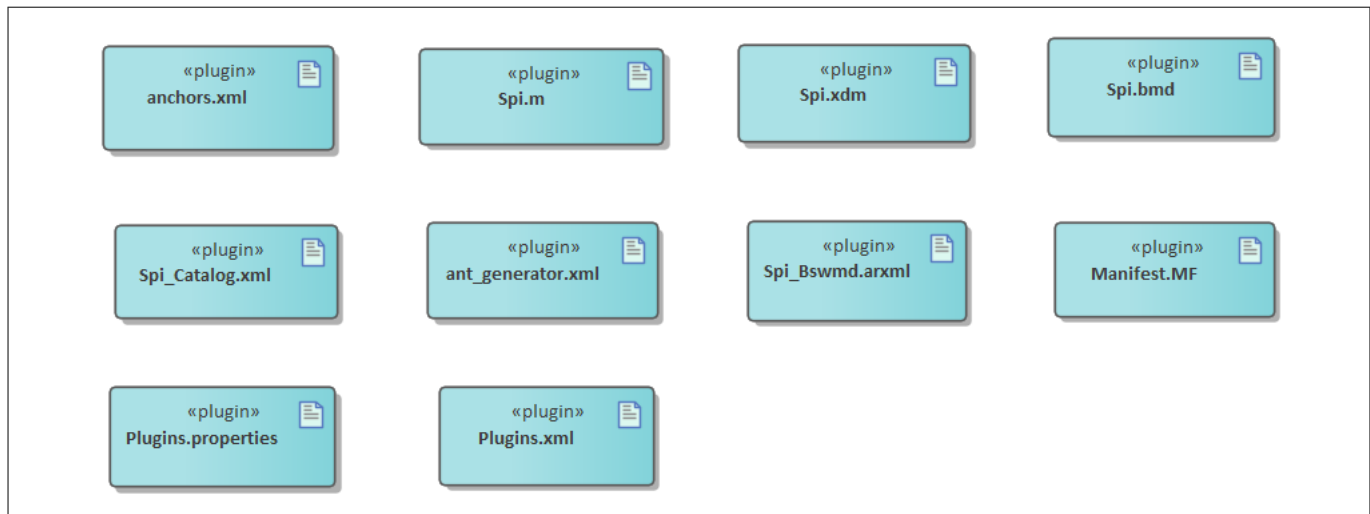 «plugin»
anchors.xml
«plugin»
Spi.m
«plugin»
Spi.xdm
«plugin»
Spi.bmd
«plugin»
Spi_Catalog.xml
«plugin»
ant_generator.xml
«plugin»
Spi_Bswmd.arxml
«plugin»
Manifest.MF
«plugin»
Plugins.properties
«plugin»
Plugins.xml